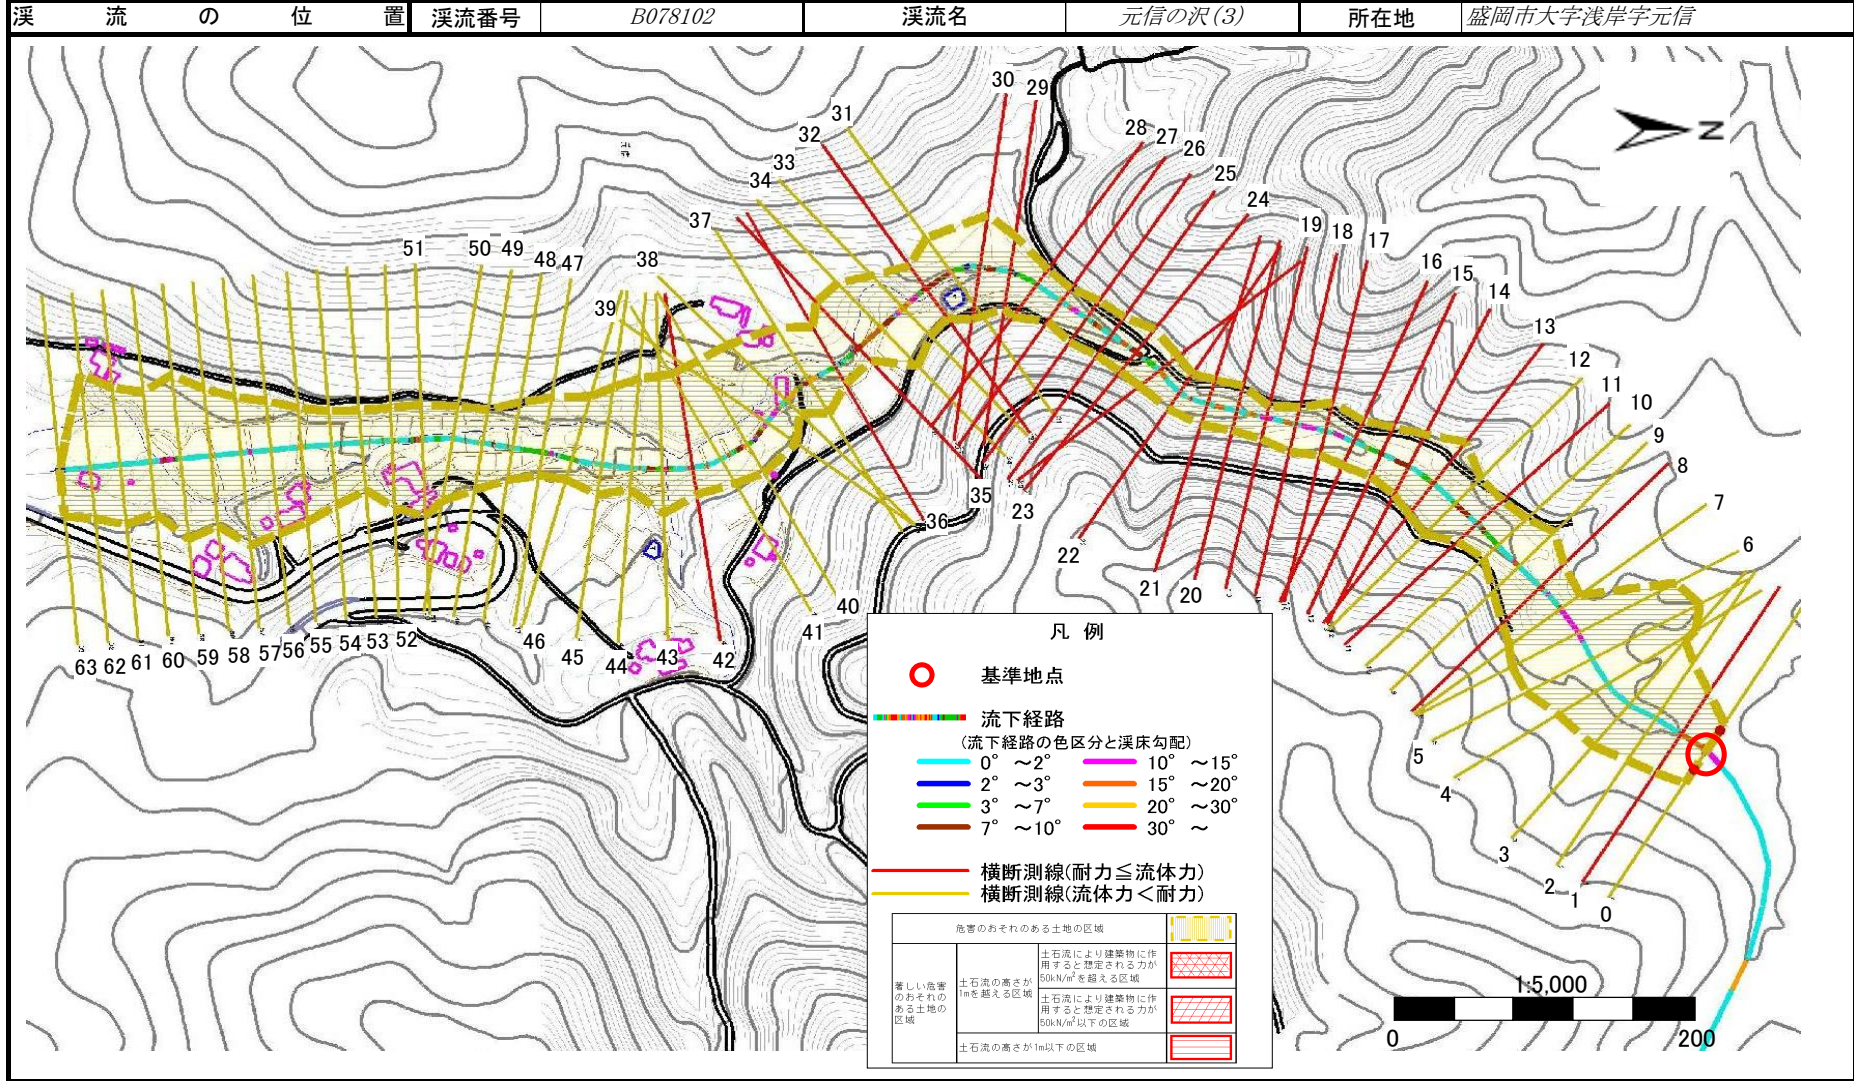 渓流の位置 渓流番号 B078102 渓流名 元信の沢(3) 所在地 盛岡市大字浅岸字元信
30 29
31
32
28 27 26 25 24
33
34
37
19 18 17 16 15 14 13 12 11 10 9 8 7 6
51 50 49 48 47
38
39
N
35
36
23
22
21 20
40
41
63 62 61 60 59 58 57 56 55 54 53 52
46 45 44 43 42
5
4
3
2
1
0
凡 例
基準地点
流下経路
(流下経路の色区分と渓床勾配)
0° ~2° 10° ~15°
2° ~3° 15° ~20°
3° ~7° 20° ~30°
7° ~10° 30° ~
横断測線(耐力≦流体力)
横断測線(流体力<耐力)
危害のおそれのある土地の区域
著しい危害
のおそれの
ある土地の
区域
土石流の高さが
1mを越える区域
土石流により建築物に作
用すると想定される力が
50kN/m²を超える区域
土石流により建築物に作
用すると想定される力が
50kN/m²以下の区域
土石流の高さが1m以下の区域
1:5,000
0 200